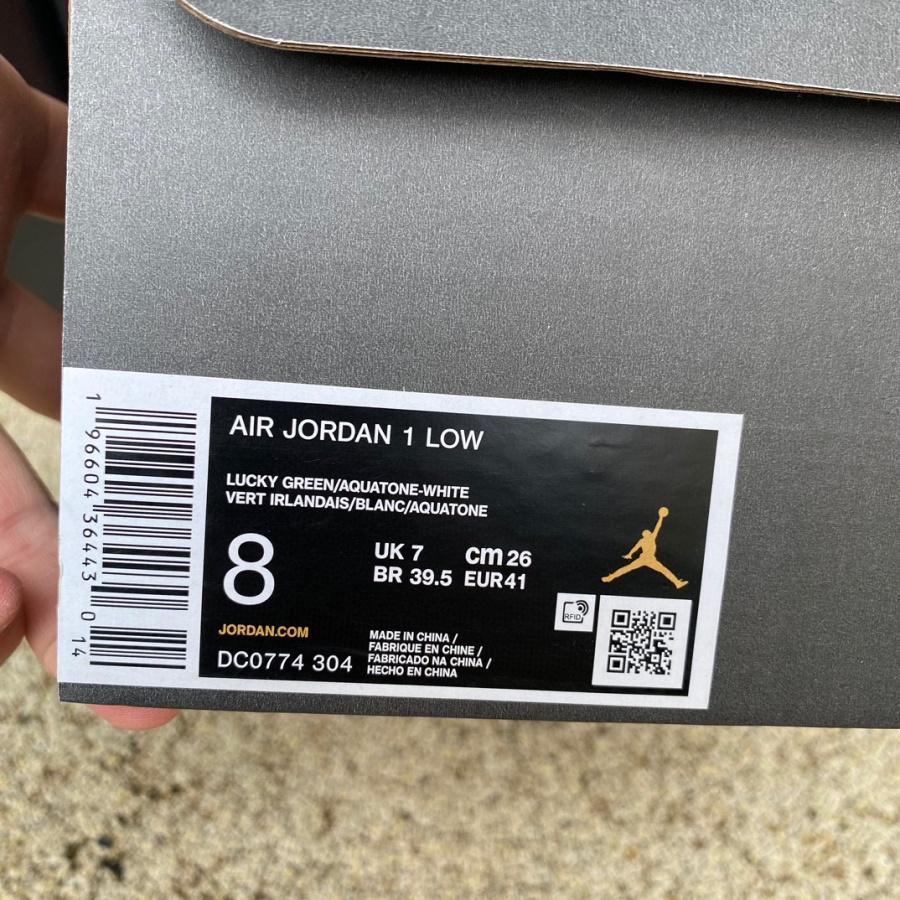 AIR JORDAN 1 LOW
LUCKY GREEN/AQUATONE-WHITE
VERT IRLANDAIS/BLANC/AQUATONE
8
UK 7 cm 26
BR 39.5 EUR 41
RFID
JORDAN.COM
DC0774 304
MADE IN CHINA /
FABRIQUE EN CHINE /
FABRICADO NA CHINA /
HECHO EN CHINA
1 96604 36443 0 14